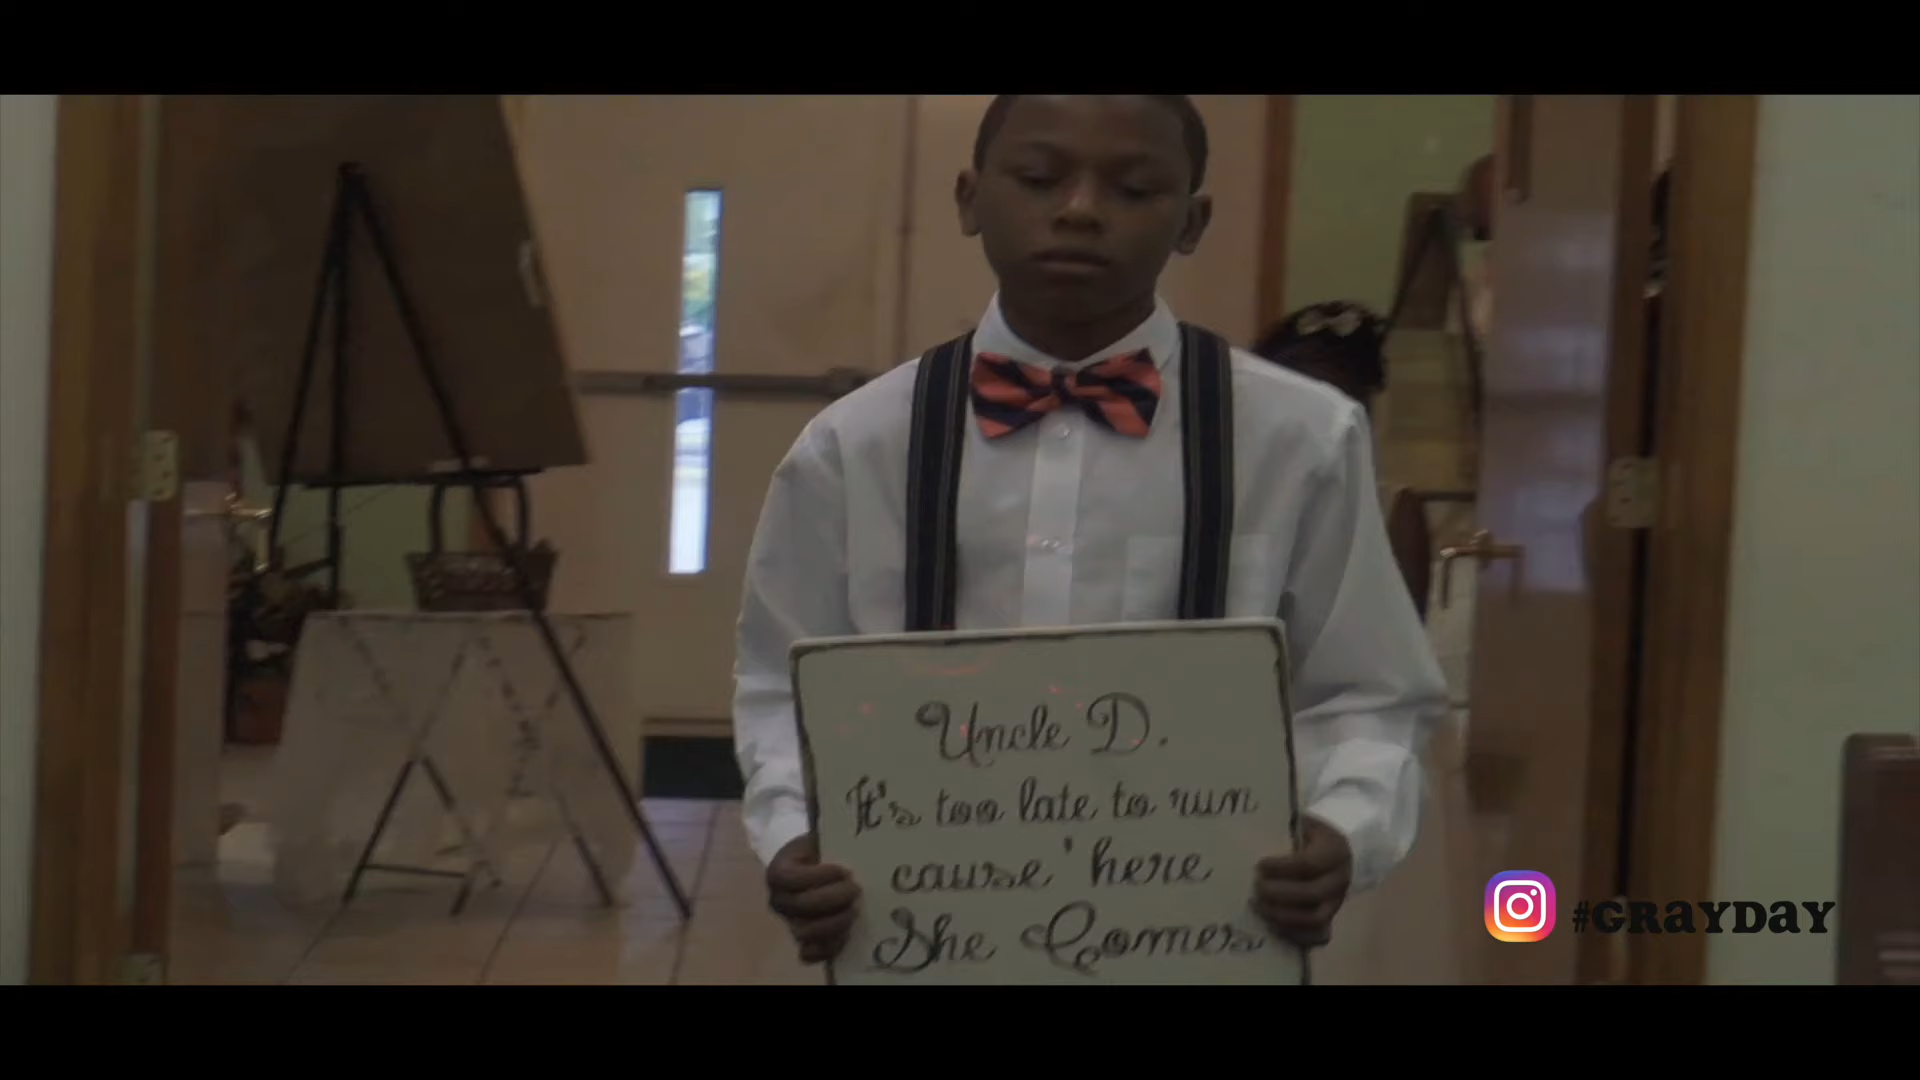 Uncle D.
It's too late to run
cause' here
She Comes
#GRAYDAY